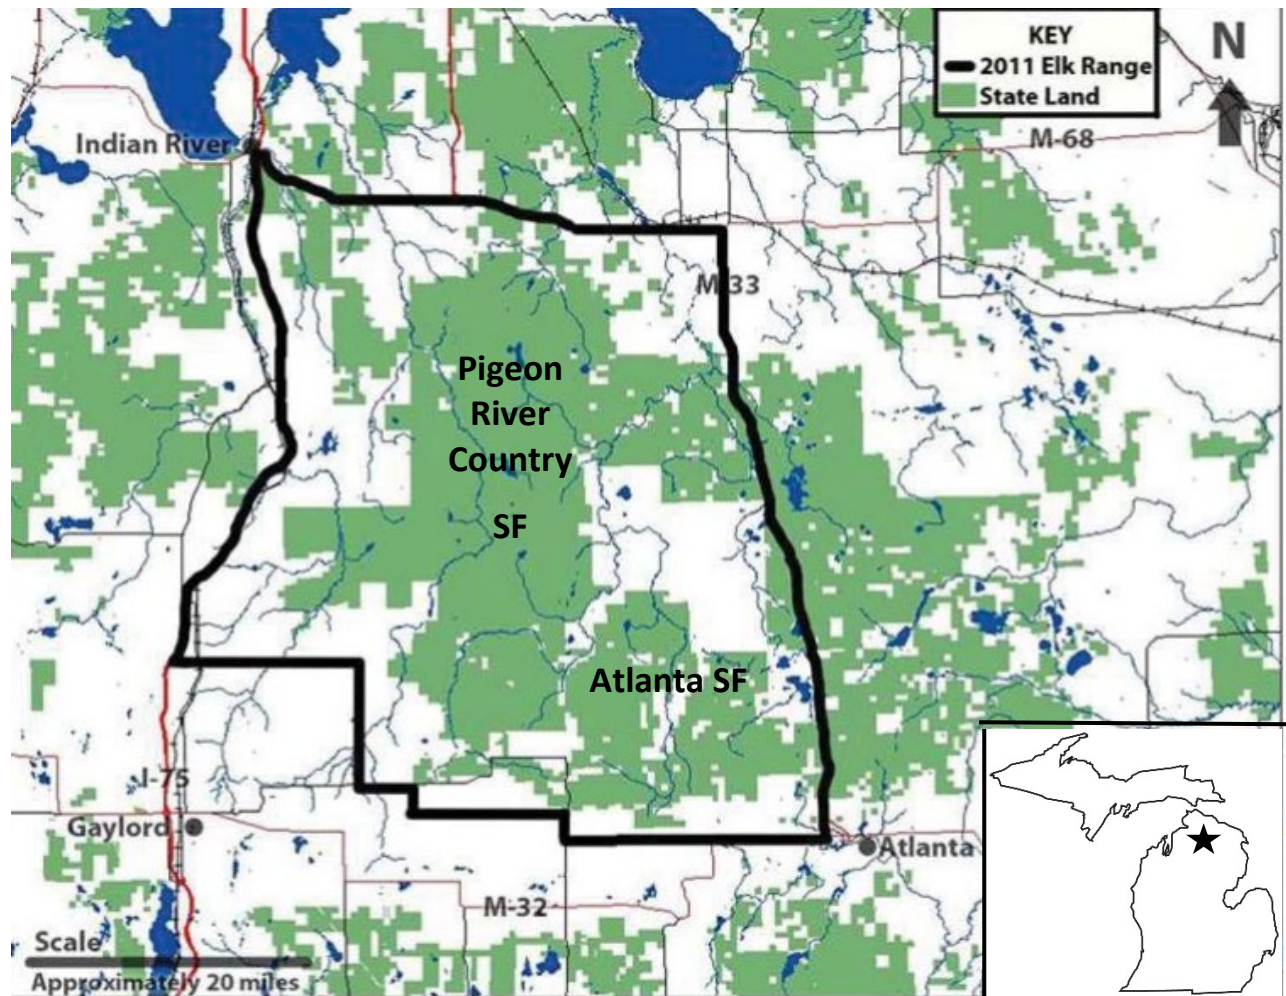 KEY
2011 Elk Range
State Land
N
M-68
Indian River
M-33
Pigeon
River
Country
SF
Atlanta SF
I-75
Gaylord
Atlanta
M-32
Scale
Approximately 20 miles